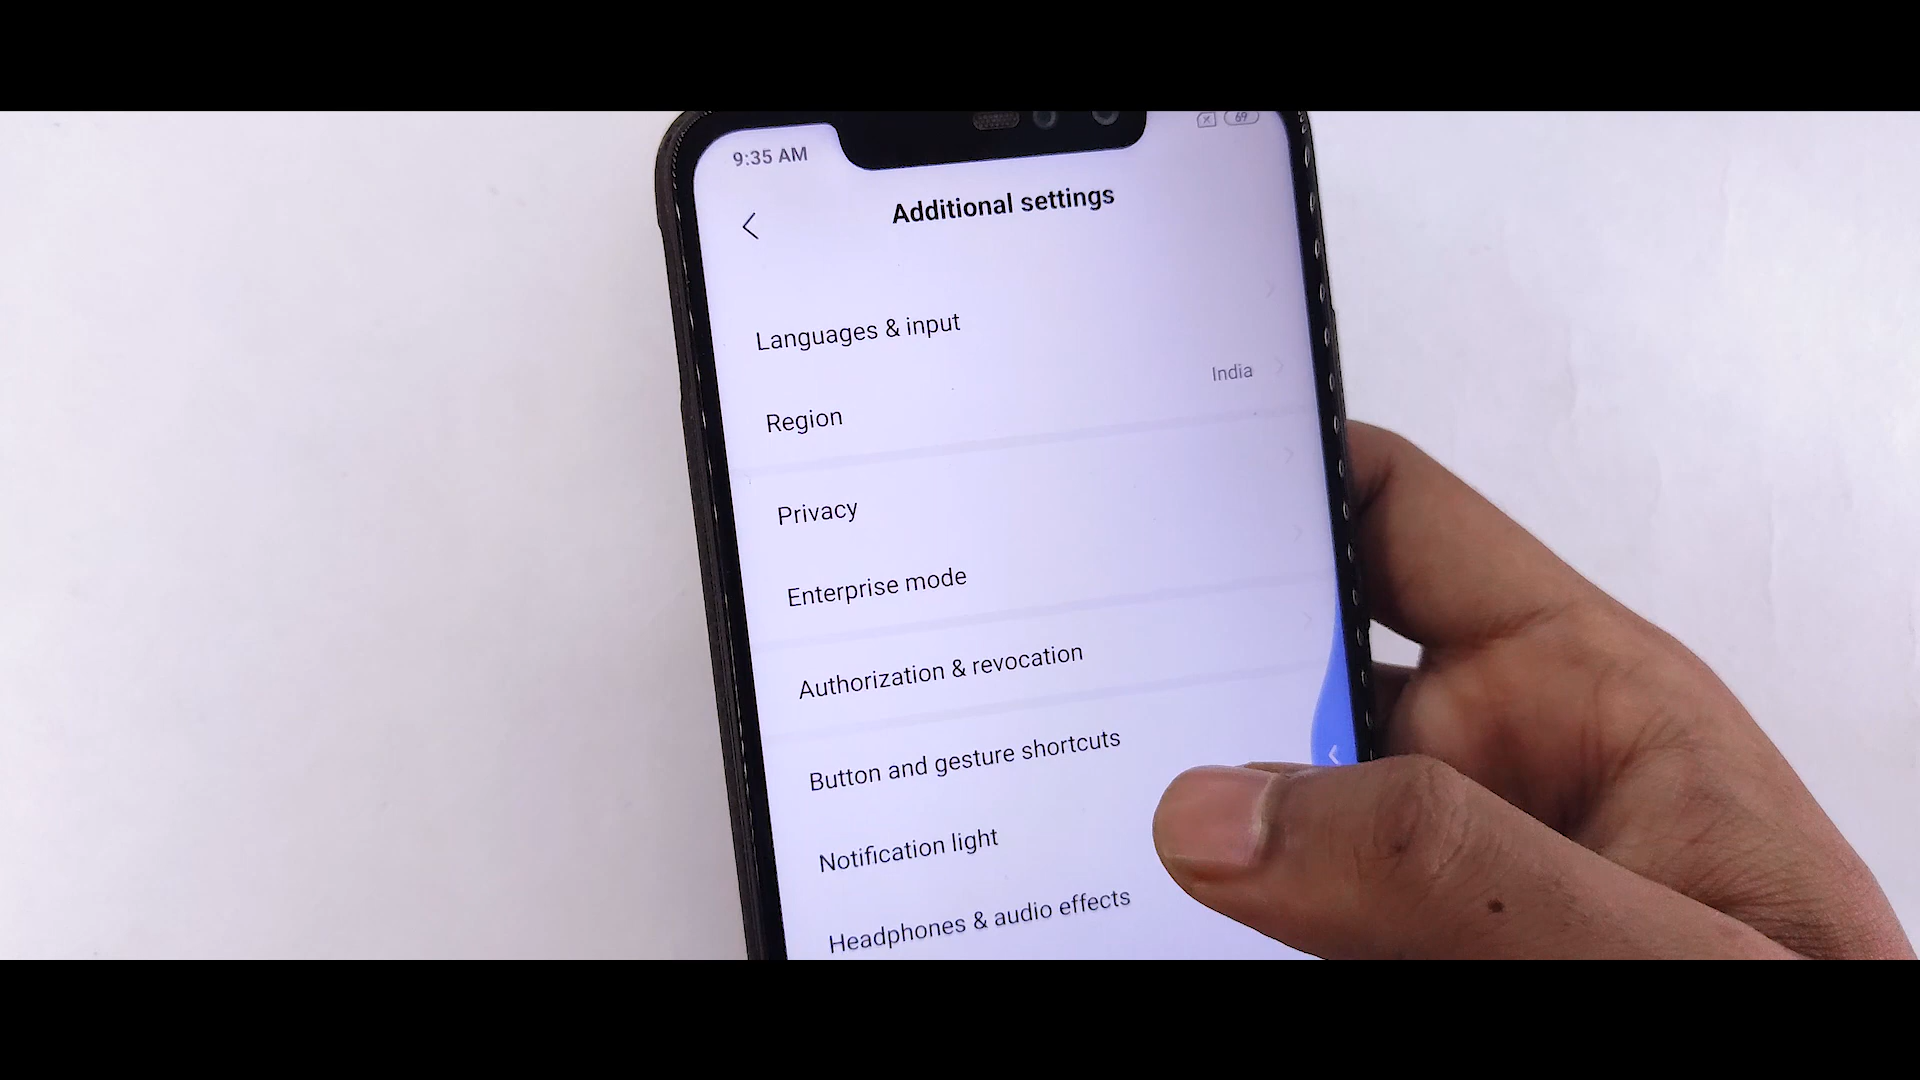 9:35 AM
69
Additional settings
Languages & input
Region
India
Privacy
Enterprise mode
Authorization & revocation
Button and gesture shortcuts
Notification light
Headphones & audio effects